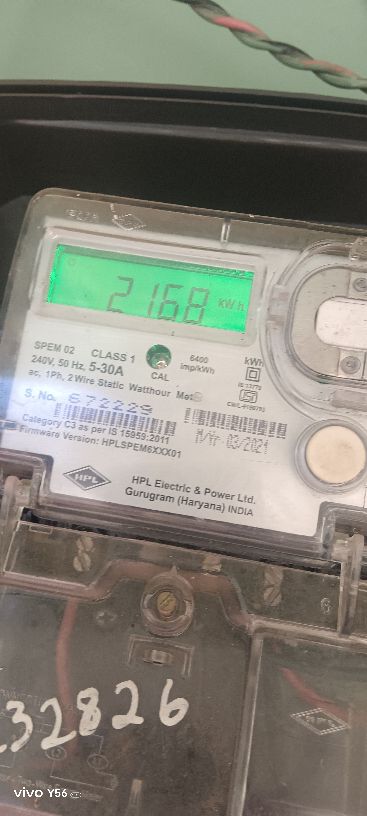 2168 kWh
SPEM 02 CLASS 1
6400 imp/kWh
kWh
240V, 50 Hz, 5-30A
CAL
IS 13779
ac, 1Ph, 2 Wire Static Watthour
S. No. 672229
M/Yr 03/2021
Category C3 as per IS 15959:2011
Firmware Version: HPLSPEM6XXX01
HPL
HPL Electric & Power Ltd.
Gurugram (Haryana) INDIA
32826
vivo Y56